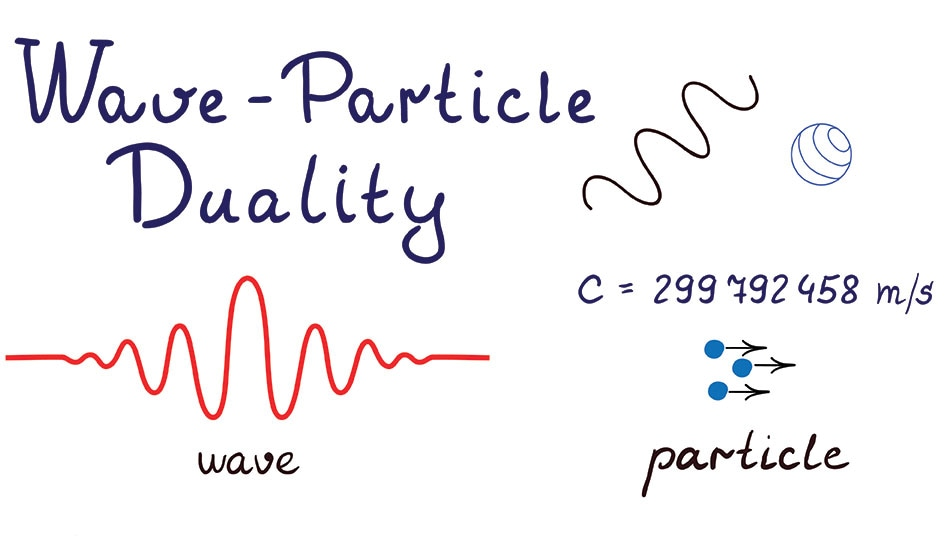 Wave-Particle
Duality
C = 299 792 458 m/s
wave
particle